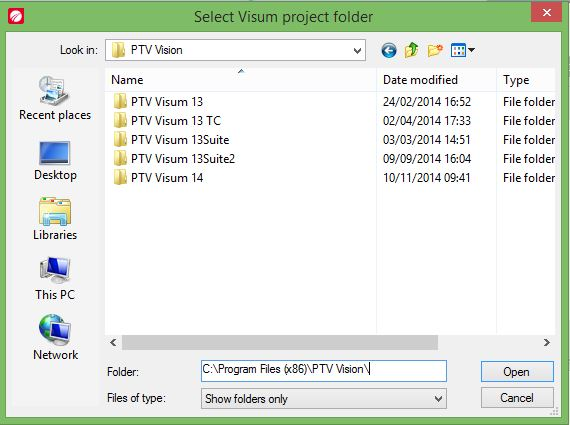 Select Visum project folder
Look in: PTV Vision
Name Date modified Type
PTV Visum 13 24/02/2014 16:52 File folder
PTV Visum 13 TC 02/04/2014 17:33 File folder
PTV Visum 13Suite 03/03/2014 14:51 File folder
PTV Visum 13Suite2 09/09/2014 16:04 File folder
PTV Visum 14 10/11/2014 09:41 File folder
Recent places
Desktop
Libraries
This PC
Network
Folder: C:\Program Files (x86)\PTV Vision\ Open
Files of type: Show folders only Cancel